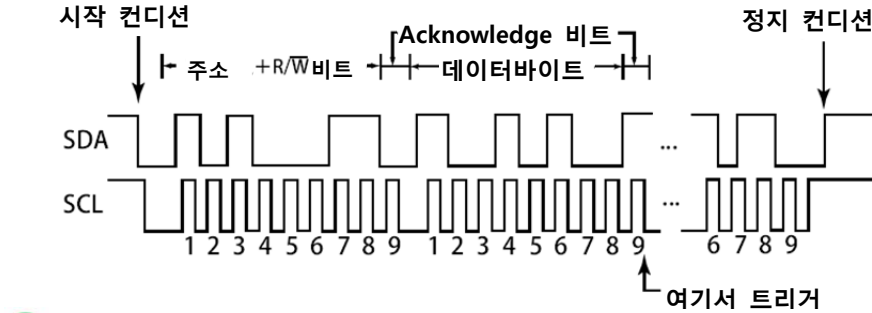 시작 컨디션
정지 컨디션
Acknowledge 비트
주소 +R/W̅ 비트
데이터바이트
SDA
...
SCL
...
1 2 3 4 5 6 7 8 9 1 2 3 4 5 6 7 8 9 6 7 8 9
여기서 트리거